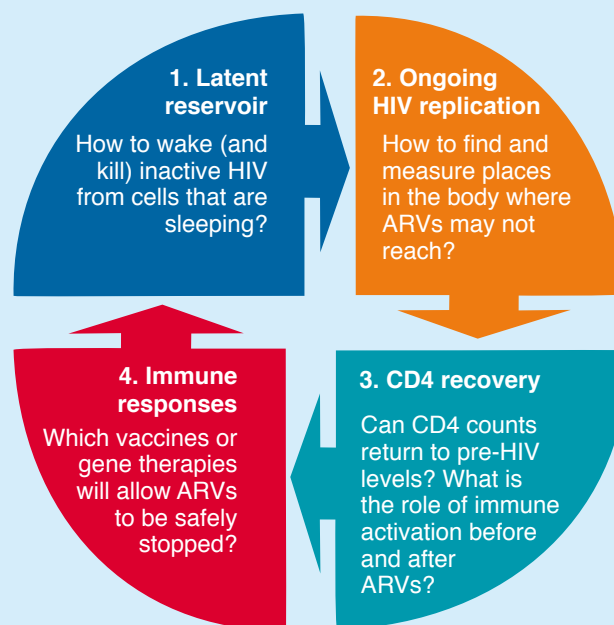 1. Latent
reservoir
How to wake (and
kill) inactive HIV
from cells that are
sleeping?
2. Ongoing
HIV replication
How to find and
measure places
in the body where
ARVs may not
reach?
3. CD4 recovery
Can CD4 counts
return to pre-HIV
levels? What is
the role of immune
activation before
and after
ARVs?
4. Immune
responses
Which vaccines or
gene therapies
will allow ARVs
to be safely
stopped?